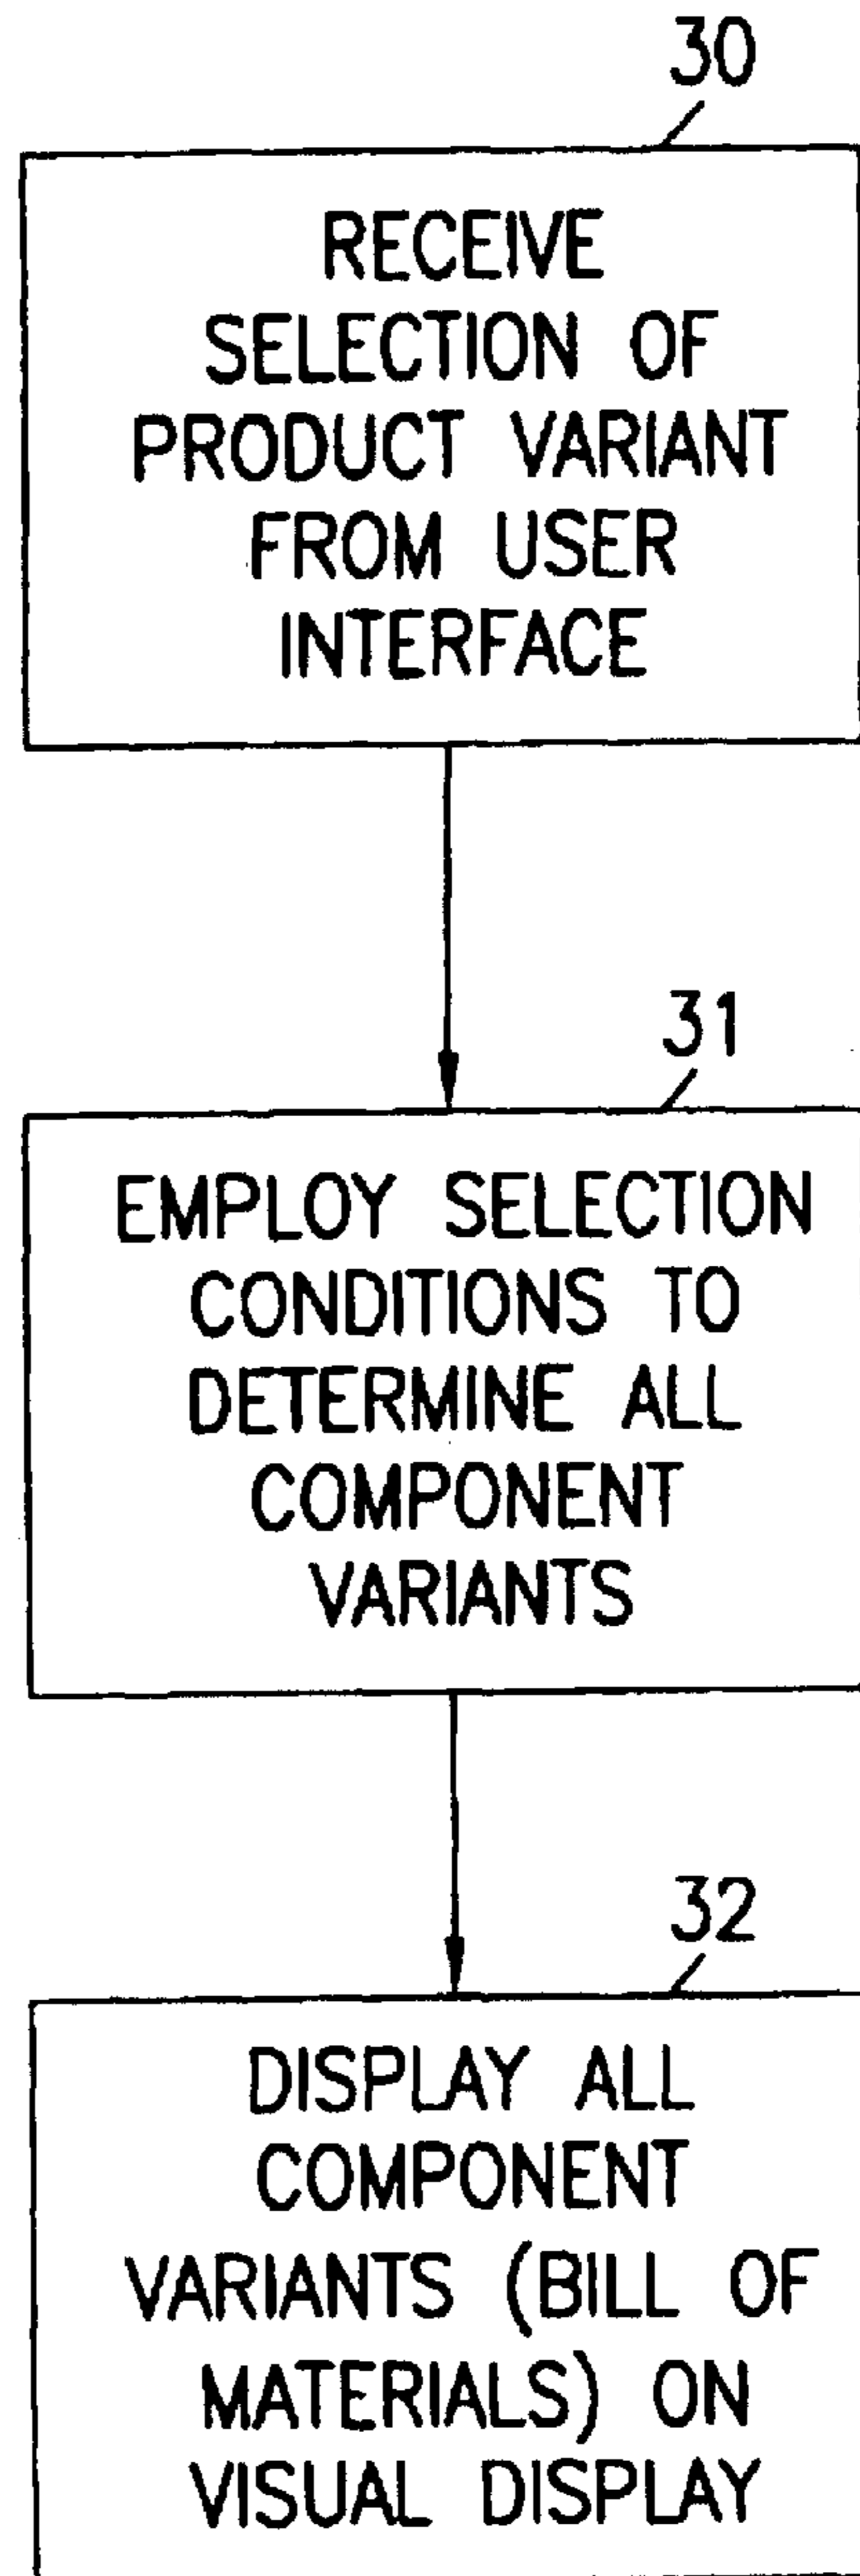 30
RECEIVE
SELECTION OF
PRODUCT VARIANT
FROM USER
INTERFACE
31
EMPLOY SELECTION
CONDITIONS TO
DETERMINE ALL
COMPONENT
VARIANTS
32
DISPLAY ALL
COMPONENT
VARIANTS (BILL OF
MATERIALS) ON
VISUAL DISPLAY